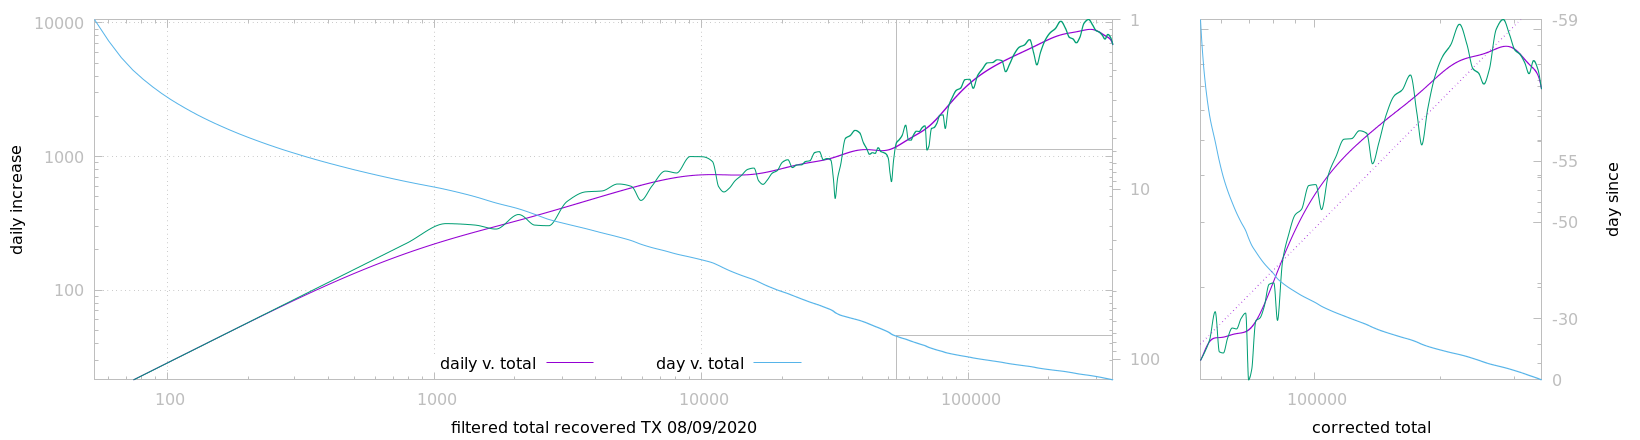 daily increase
10000
1000
100
daily v. total
day v. total
100
1000
10000
100000
filtered total recovered TX 08/09/2020
1
10
100
100000
corrected total
-59
-55
-50
-30
0
day since